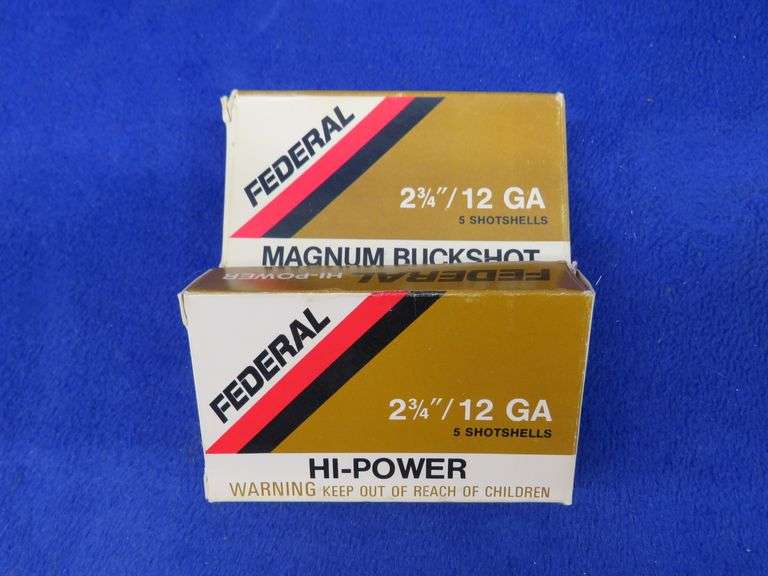 FEDERAL
2¾"/12 GA
5 SHOTSHELLS
MAGNUM BUCKSHOT
FEDERAL
HI-POWER
FEDERAL
2¾"/12 GA
5 SHOTSHELLS
HI-POWER
WARNING KEEP OUT OF REACH OF CHILDREN